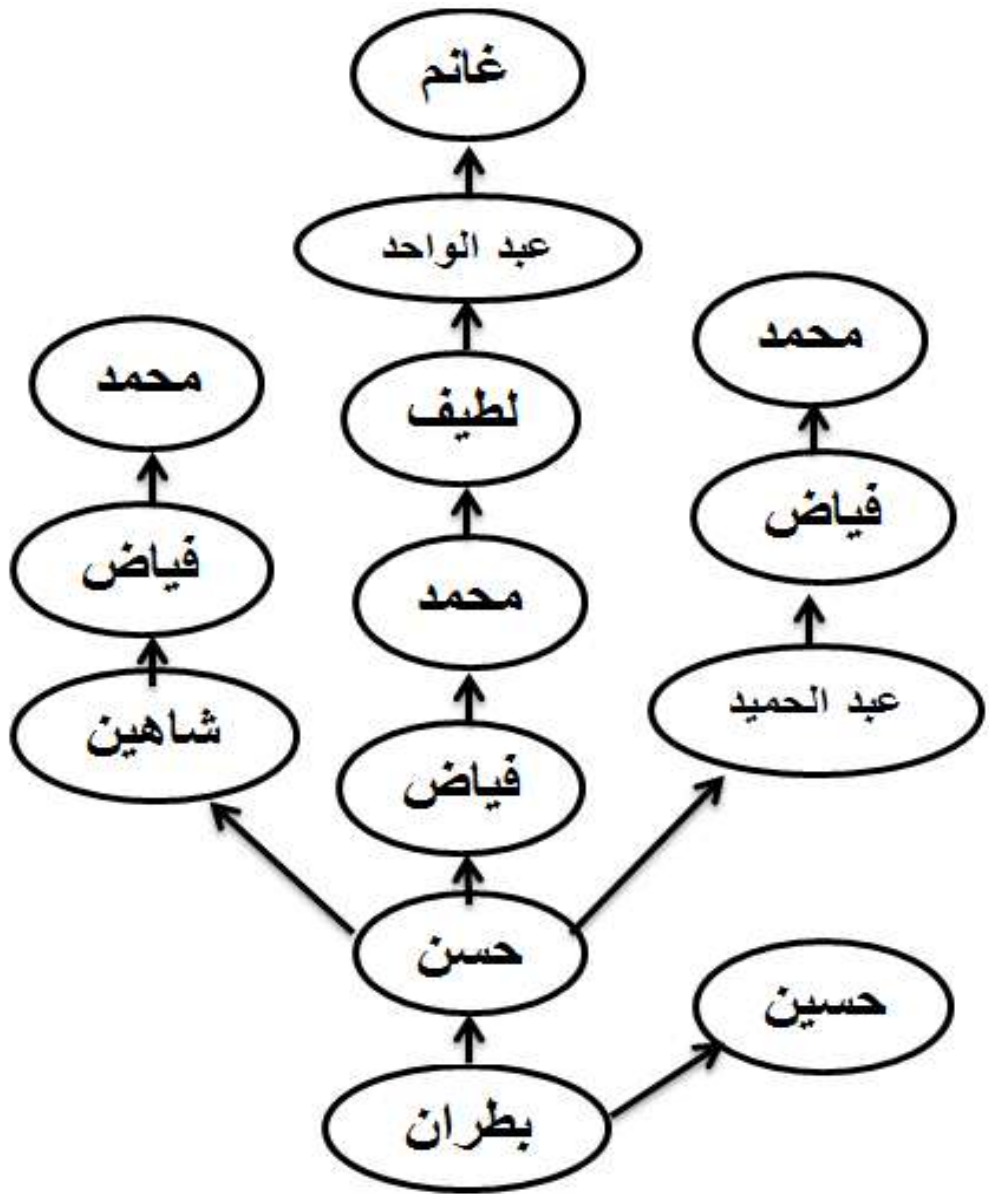 غانم
عبد الواحد
محمد
محمد
لطيف
فياض
فياض
محمد
شاهين
عبد الحميد
فياض
حسن
حسين
بطران